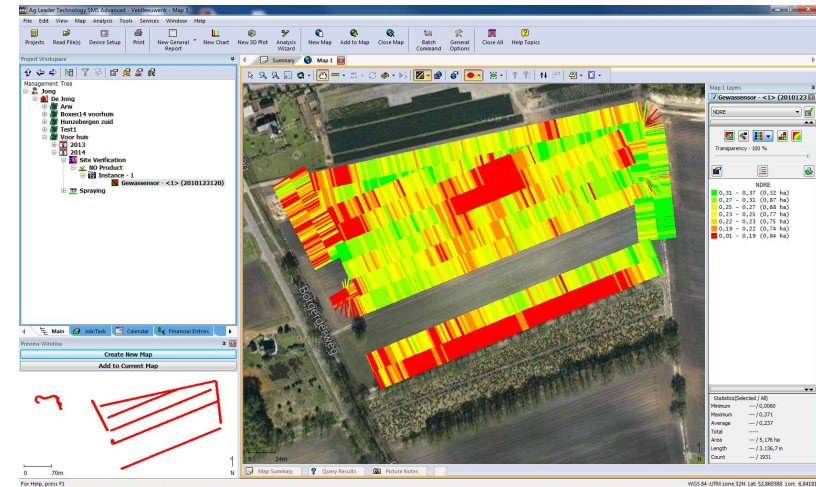 Ag Leader Technology SMS Advanced - Veldleeuwerik - Map 1
File Edit View Map Analysis Tools Services Window Help
Projects Read File(s) Device Setup Print New General Report New Chart New 3D Plot Analysis Wizard New Map Add to Map Close Map Batch Command General Options Close All Help Topics
Project Workspace
Summary Map 1
Management Tree
Jong
De Jong
Arw
Boxen14 voorhuis
Hunzebergen zuid
Test1
Voor huis
2013
2014
Site Verification
NO Product
Instance - 1
Gewassensor - <1> (2010123120)
Spraying
Main Job/Task Calendar Financial Entries
Preview Window
Create New Map
Add to Current Map
0 70m N
For Help, press F1
Borgerderweg
0 24m N
Map Summary Query Results Picture Notes
Map 1 Layers
Gewassensor - <1> (20101230
NDRE
Transparency - 100 %
NDRE
0,31 - 0,37 (0,32 ha)
0,27 - 0,31 (0,87 ha)
0,25 - 0,27 (0,88 ha)
0,23 - 0,25 (0,77 ha)
0,22 - 0,23 (0,75 ha)
0,19 - 0,22 (0,74 ha)
0,01 - 0,19 (0,84 ha)
Statistics(Selected / All)
Minimum --- / 0,0060
Maximum --- / 0,371
Average --- / 0,237
Total -----
Area --- / 5,176 ha
Length --- / 3.136,7 m
Count --- / 1931
WGS 84 :UTM zone 32N Lat: 52,860388 Lon: 6,84181